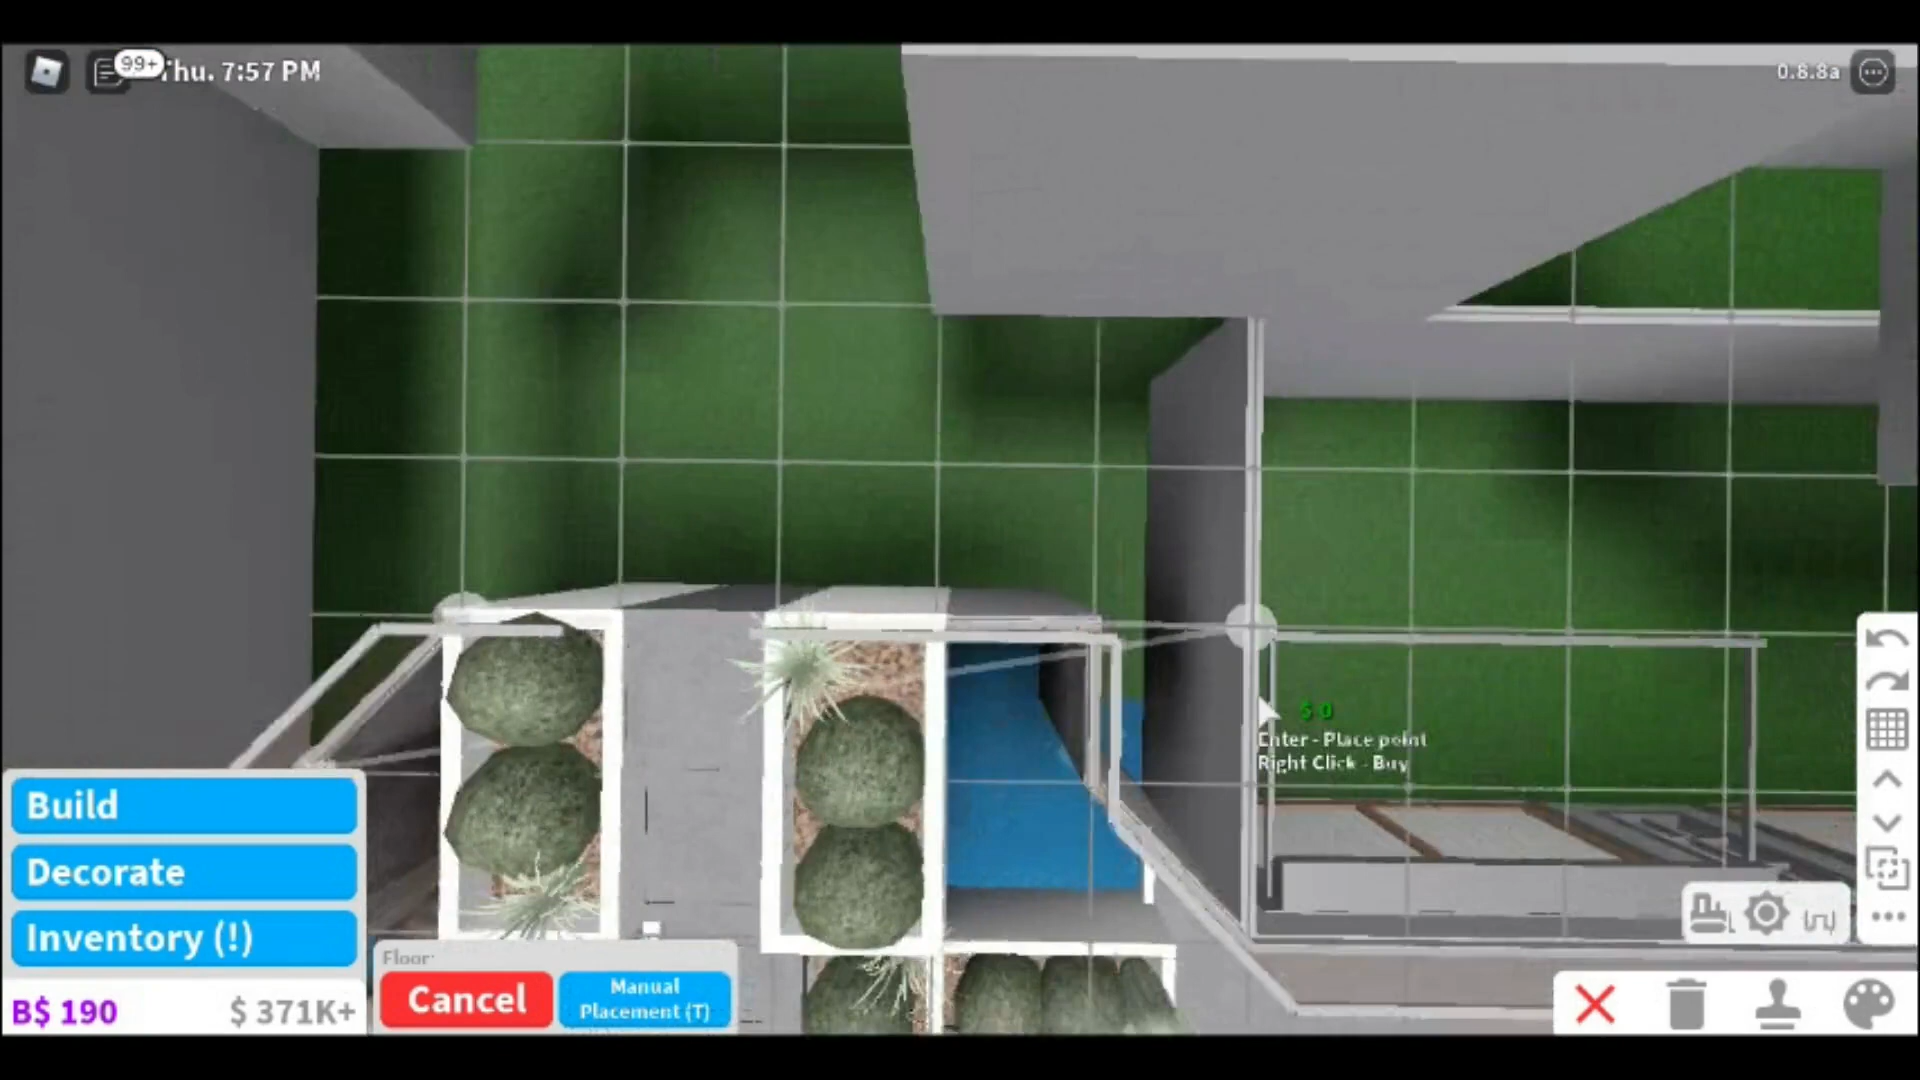 99+
Thu. 7:57 PM
0.8.8a
$ 0
Enter - Place point
Right Click - Buy
Build
Decorate
Inventory (!)
B$ 190
$ 371K+
Floor:
Cancel
Manual
Placement (T)